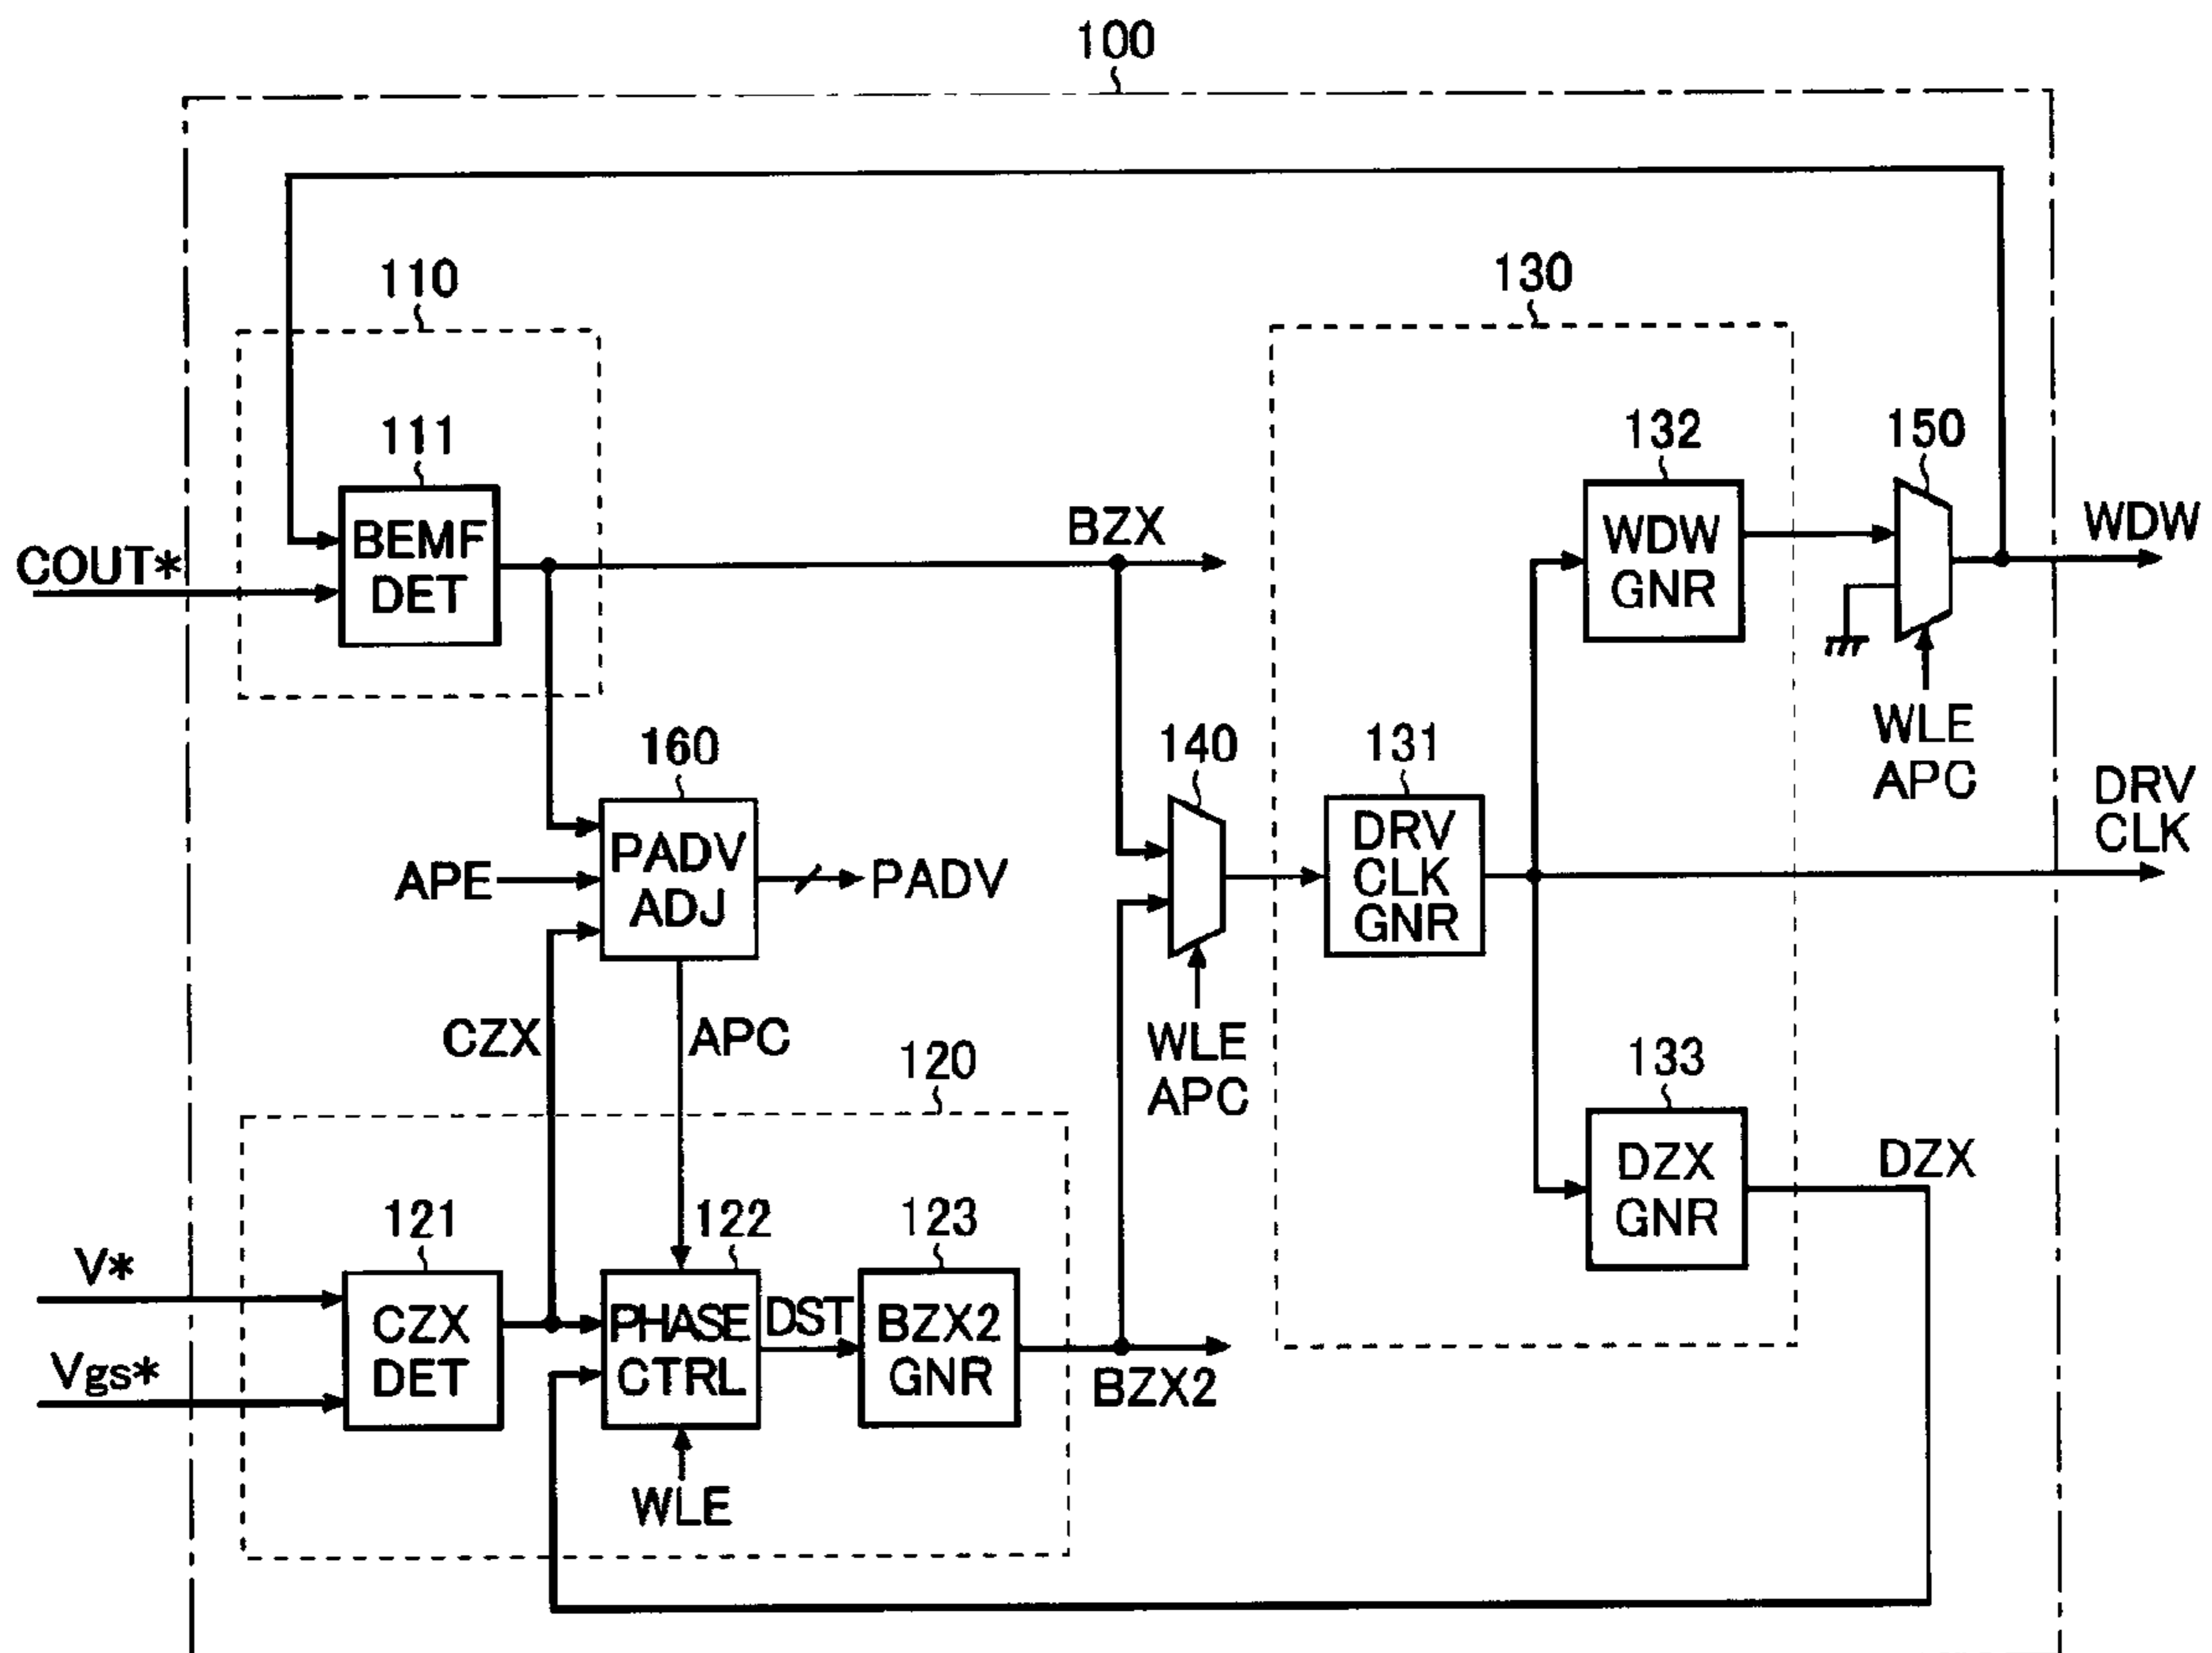 100
110
130
111
132
150
BEMF
DET
COUT*
BZX
WDW
GNR
WDW
WLE
APC
160
140
131
DRV
CLK
PADV
ADJ
APE
PADV
DRV
CLK
GNR
CZX
APC
WLE
APC
120
133
DZX
GNR
DZX
121
122
123
V*
Vgs*
CZX
DET
PHASE
CTRL
DST
BZX2
GNR
BZX2
WLE